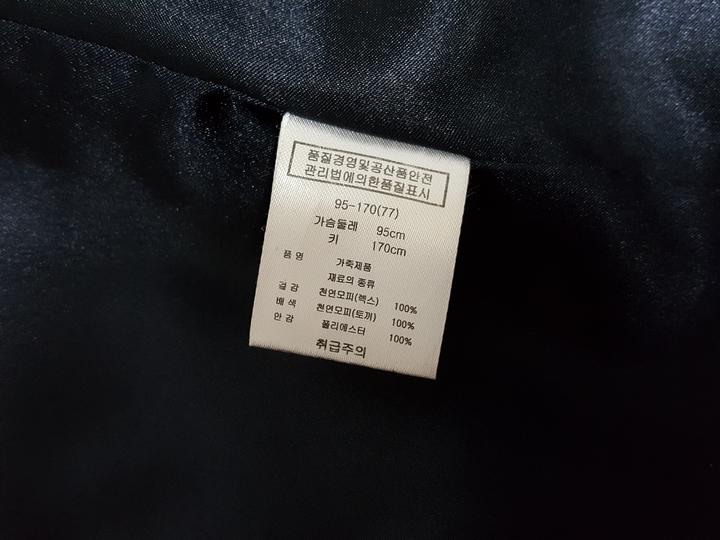 품질경영및공산품안전
관리법에의한품질표시
95-170(77)
가슴둘레 95cm
키 170cm
품 명 가죽제품
재료의 종류
겉 감 천연모피(렉스) 100%
배 색 천연모피(토끼) 100%
안 감 폴리에스터 100%
취급주의